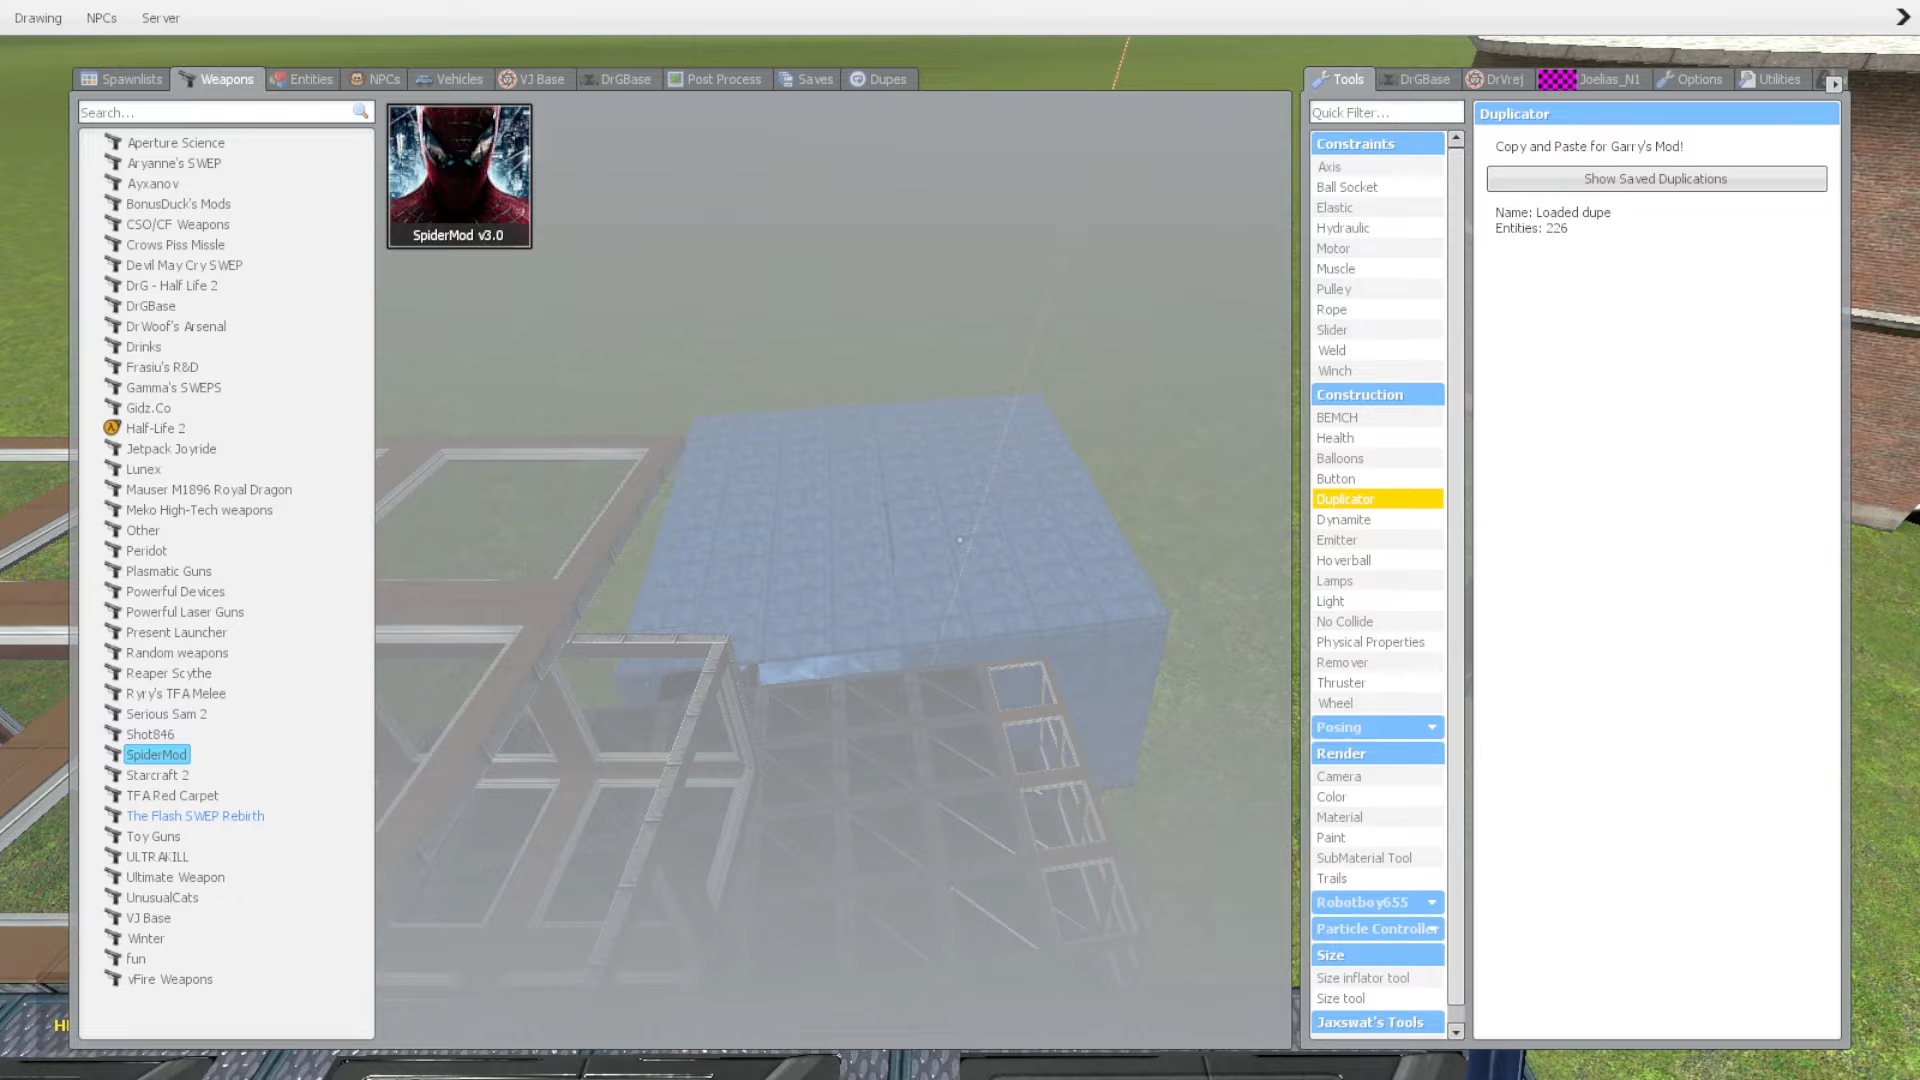 Drawing NPCs Server
Spawnlists Weapons Entities NPCs Vehicles VJ Base DrGBase Post Process Saves Dupes
Search...
Aperture Science
Aryanne's SWEP
Ayxanov
BonusDuck's Mods
CSO/CF Weapons
Crows Piss Missle
Devil May Cry SWEP
DrG - Half Life 2
DrGBase
DrWoof's Arsenal
Drinks
Frasiu's R&D
Gamma's SWEPS
Gidz.Co
Half-Life 2
Jetpack Joyride
Lunex
Mauser M1896 Royal Dragon
Meko High-Tech weapons
Other
Peridot
Plasmatic Guns
Powerful Devices
Powerful Laser Guns
Present Launcher
Random weapons
Reaper Scythe
Ryry's TFA Melee
Serious Sam 2
Shot846
SpiderMod
Starcraft 2
TFA Red Carpet
The Flash SWEP Rebirth
Toy Guns
ULTRAKILL
Ultimate Weapon
UnusualCats
VJ Base
Winter
fun
vFire Weapons
SpiderMod v3.0
Tools DrGBase DrVrej Joelias_N1 Options Utilities
Quick Filter...
Constraints
Axis
Ball Socket
Elastic
Hydraulic
Motor
Muscle
Pulley
Rope
Slider
Weld
Winch
Construction
BEMCH
Health
Balloons
Button
Duplicator
Dynamite
Emitter
Hoverball
Lamps
Light
No Collide
Physical Properties
Remover
Thruster
Wheel
Posing
Render
Camera
Color
Material
Paint
SubMaterial Tool
Trails
Robotboy655
Particle Controller
Size
Size inflator tool
Size tool
Jaxswat's Tools
Duplicator
Copy and Paste for Garry's Mod!
Show Saved Duplications
Name: Loaded dupe
Entities: 226